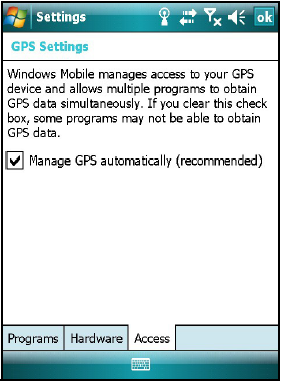 Settings
ok
GPS Settings
Windows Mobile manages access to your GPS
device and allows multiple programs to obtain
GPS data simultaneously. If you clear this check
box, some programs may not be able to obtain
GPS data.
Manage GPS automatically (recommended)
Programs Hardware Access